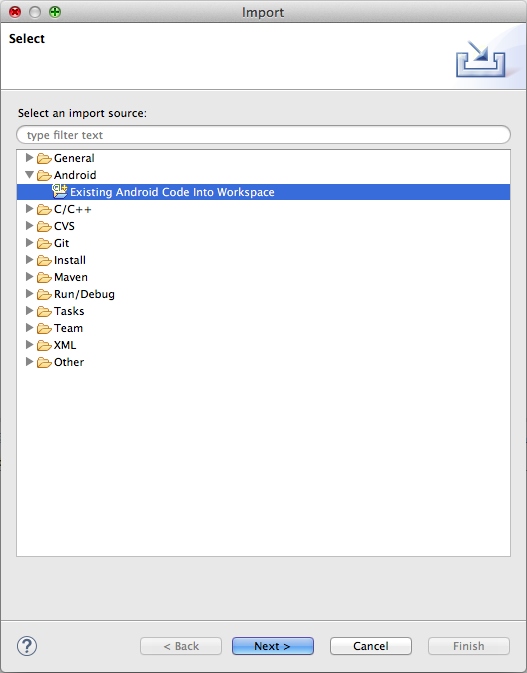 Import
Select
Select an import source:
type filter text
General
Android
Existing Android Code Into Workspace
C/C++
CVS
Git
Install
Maven
Run/Debug
Tasks
Team
XML
Other
? < Back Next > Cancel Finish